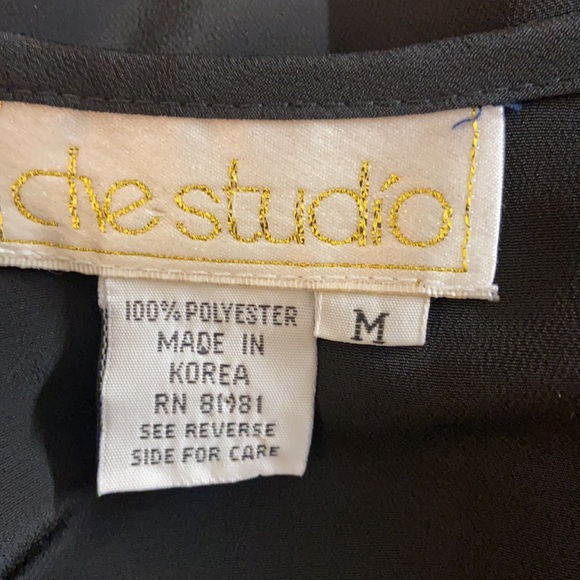 che studio
100% POLYESTER
M
MADE IN
KOREA
RN 81981
SEE REVERSE
SIDE FOR CARE